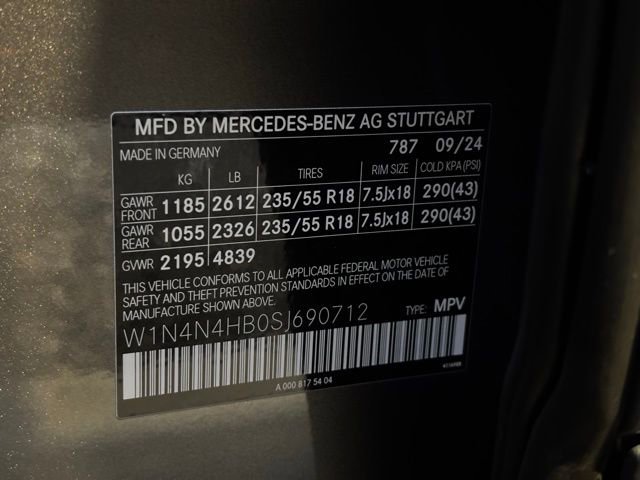 MFD BY MERCEDES-BENZ AG STUTTGART
MADE IN GERMANY 787 09/24
KG LB TIRES RIM SIZE COLD KPA(PSI)
GAWR FRONT 1185 2612 235/55 R18 7.5Jx18 290(43)
GAWR REAR 1055 2326 235/55 R18 7.5Jx18 290(43)
GVWR 2195 4839
THIS VEHICLE CONFORMS TO ALL APPLICABLE FEDERAL MOTOR VEHICLE
SAFETY AND THEFT PREVENTION STANDARDS IN EFFECT ON THE DATE OF
MANUFACTURE SHOWN ABOVE.
W1N4N4HB0SJ690712 TYPE: MPV
A 000 817 54 04